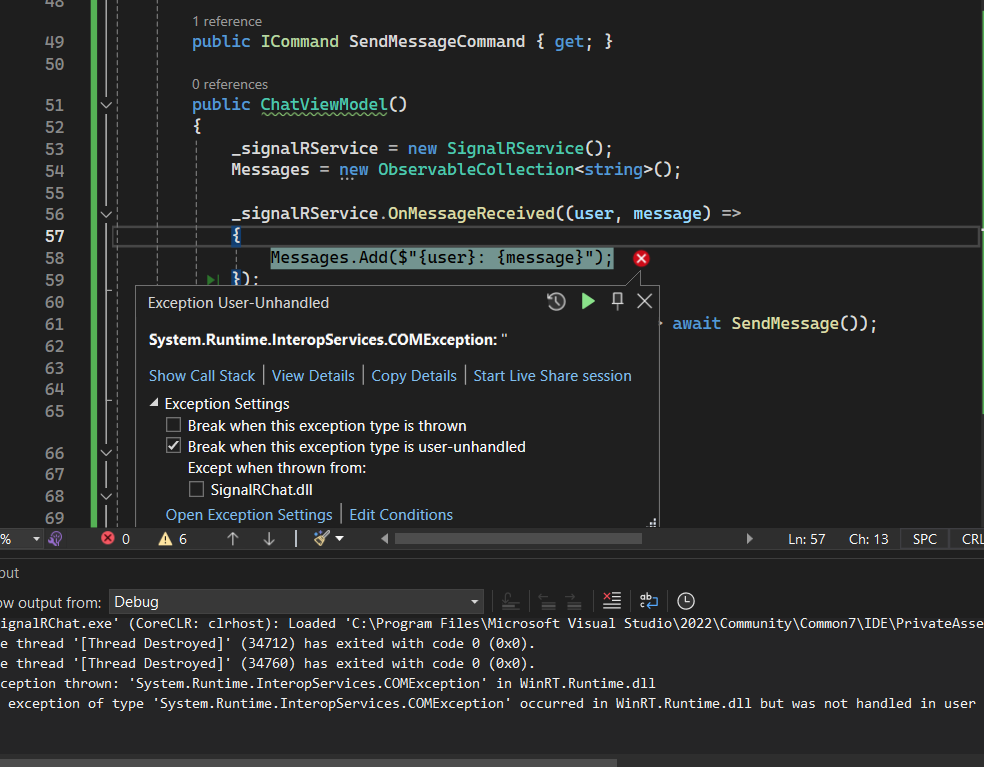 48
1 reference
49 public ICommand SendMessageCommand { get; }
50
0 references
51 public ChatViewModel()
52 {
53 _signalRService = new SignalRService();
54 Messages = new ObservableCollection<string>();
55
56 _signalRService.OnMessageReceived((user, message) =>
57 {
58 Messages.Add($"{user}: {message}");
59 });
60
Exception User-Unhandled
61 await SendMessage());
62
System.Runtime.InteropServices.COMException: ''
63
Show Call Stack | View Details | Copy Details | Start Live Share session
64
Exception Settings
65
Break when this exception type is thrown
Break when this exception type is user-unhandled
66
Except when thrown from:
67
SignalRChat.dll
68
Open Exception Settings | Edit Conditions
69
% 0 6 Ln: 57 Ch: 13 SPC CRL
put
ow output from: Debug
ignalRChat.exe' (CoreCLR: clrhost): Loaded 'C:\Program Files\Microsoft Visual Studio\2022\Community\Common7\IDE\PrivateAsse
e thread '[Thread Destroyed]' (34712) has exited with code 0 (0x0).
e thread '[Thread Destroyed]' (34760) has exited with code 0 (0x0).
ception thrown: 'System.Runtime.InteropServices.COMException' in WinRT.Runtime.dll
exception of type 'System.Runtime.InteropServices.COMException' occurred in WinRT.Runtime.dll but was not handled in user